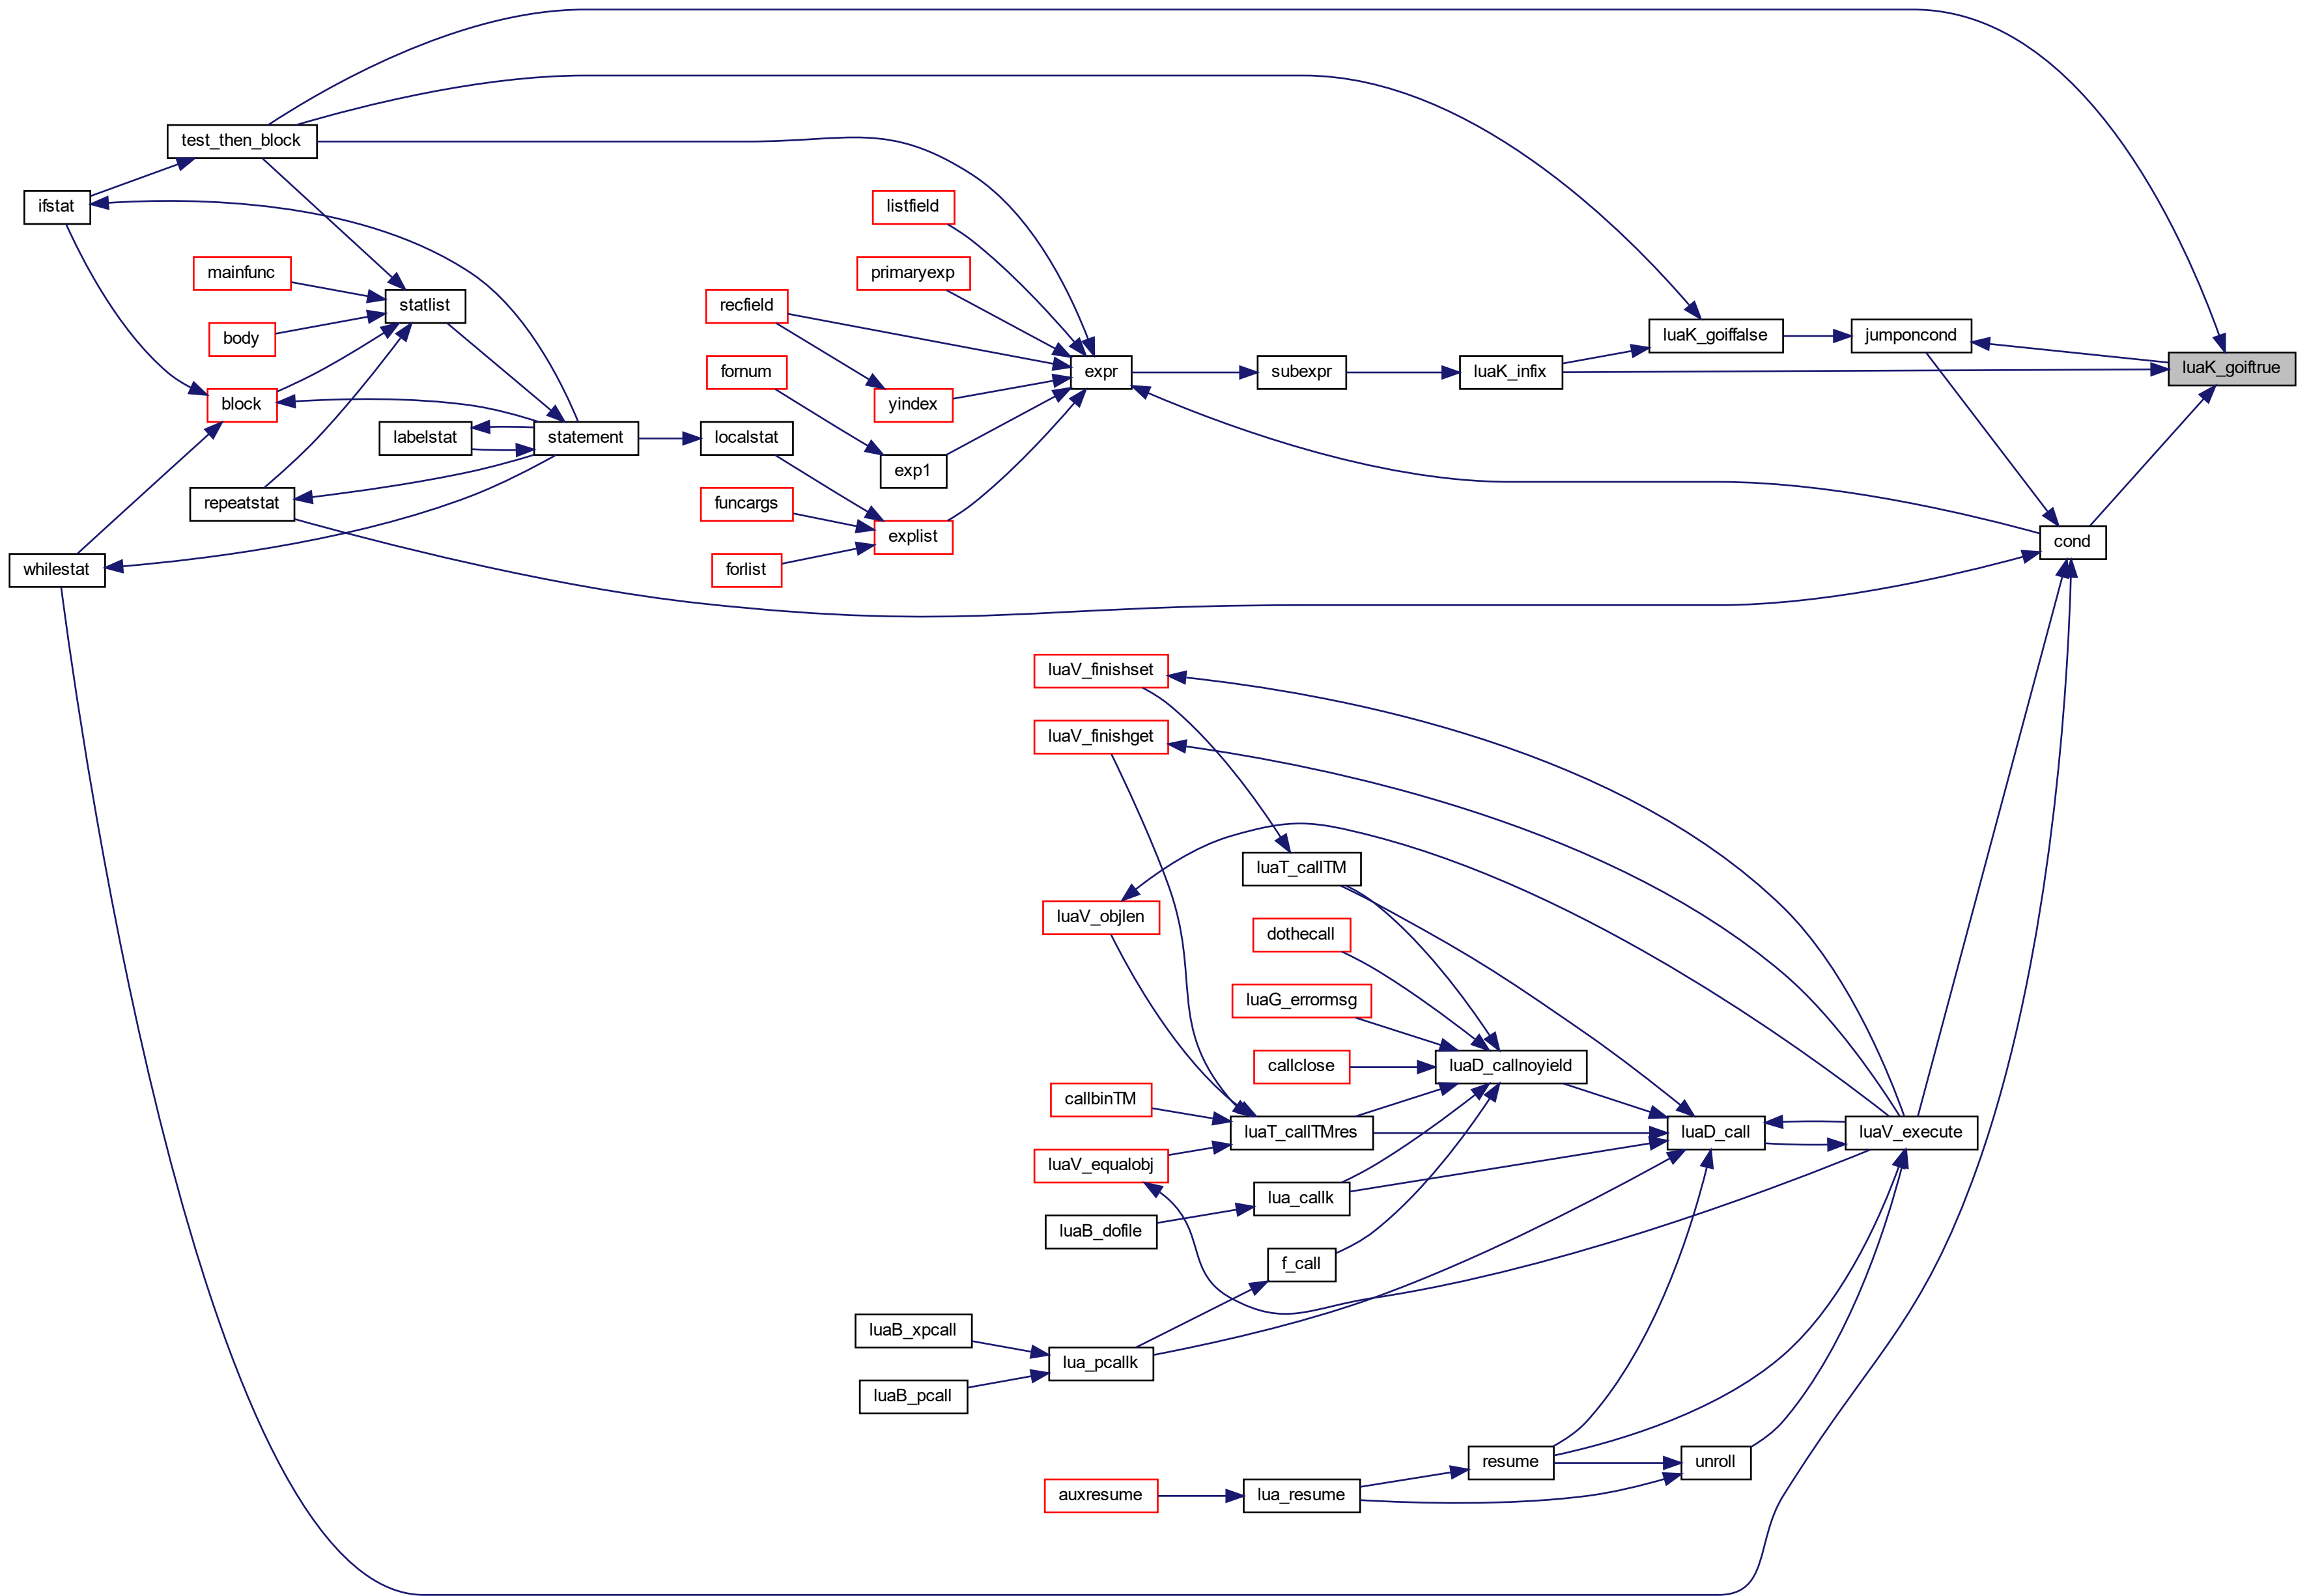 test_then_block
ifstat
listfield
mainfunc
primaryexp
recfield
statlist
body
luaK_goiffalse
jumponcond
fornum
expr
subexpr
luaK_infix
luaK_goiftrue
block
yindex
labelstat
statement
localstat
exp1
repeatstat
funcargs
explist
cond
whilestat
forlist
luaV_finishset
luaV_finishget
luaT_callTM
luaV_objlen
dothecall
luaG_errormsg
callclose
luaD_callnoyield
callbinTM
luaT_callTMres
luaD_call
luaV_execute
luaV_equalobj
lua_callk
luaB_dofile
f_call
luaB_xpcall
lua_pcallk
luaB_pcall
resume
unroll
auxresume
lua_resume